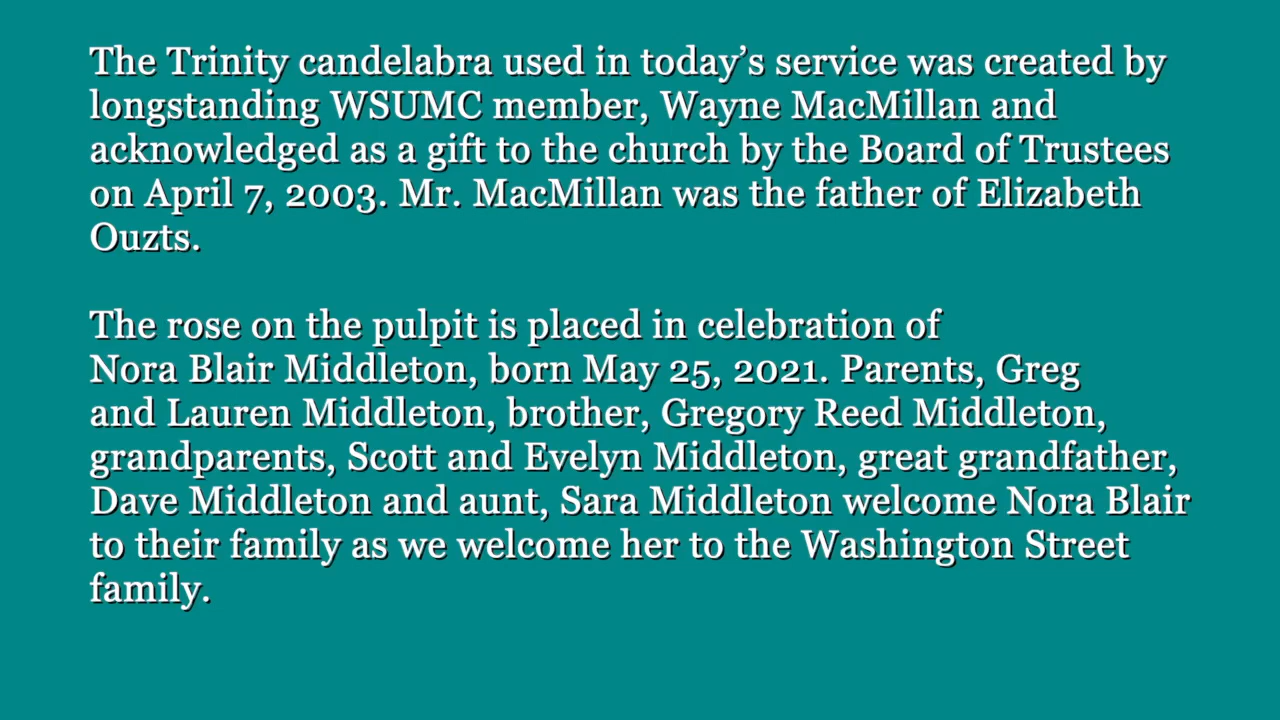 The Trinity candelabra used in today’s service was created by
longstanding WSUMC member, Wayne MacMillan and
acknowledged as a gift to the church by the Board of Trustees
on April 7, 2003. Mr. MacMillan was the father of Elizabeth
Ouzts.
The rose on the pulpit is placed in celebration of
Nora Blair Middleton, born May 25, 2021. Parents, Greg
and Lauren Middleton, brother, Gregory Reed Middleton,
grandparents, Scott and Evelyn Middleton, great grandfather,
Dave Middleton and aunt, Sara Middleton welcome Nora Blair
to their family as we welcome her to the Washington Street
family.